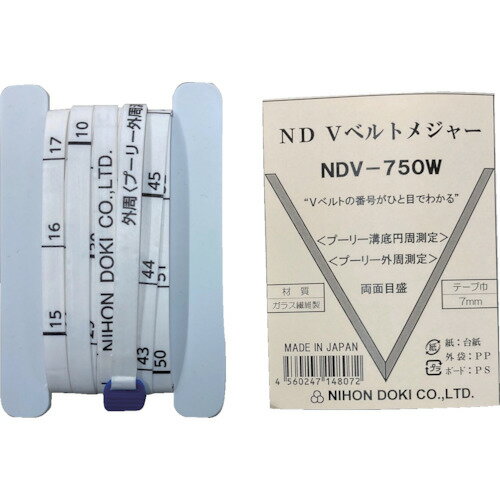 17
16
15
10
NIHON DOKI CO.,LTD.
外周〈プーリー外周測
45
44
43
51
50
ND Vベルトメジャー
NDV-750W
"Vベルトの番号がひと目でわかる"
〈プーリー溝底円周測定〉
〈プーリー外周測定〉
両面目盛
材質
ガラス繊維製
テープ巾
7mm
MADE IN JAPAN
4 560247 148072
紙:台紙
外袋:PP
ボード:PS
NIHON DOKI CO.,LTD.